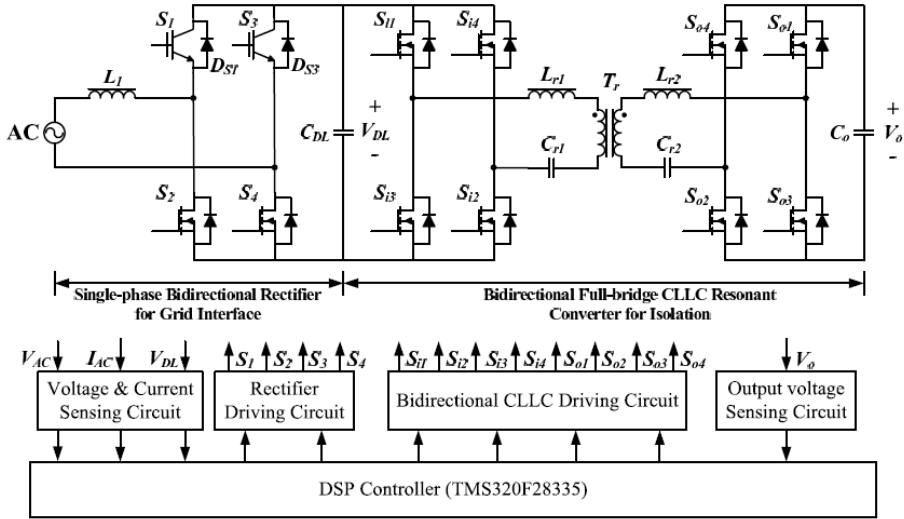 S1 S3 Si1 Si4 So4 So1
DS1 DS3
L1 Lr1 Tr Lr2
AC CDL + VDL - Cr1 Cr2 Co + Vo -
S2 S4 Si3 Si2 So2 So3
Single-phase Bidirectional Rectifier
for Grid Interface
Bidirectional Full-bridge CLLC Resonant
Converter for Isolation
VAC IAC VDL S1 S2 S3 S4 Si1 Si2 Si3 Si4 So1 So2 So3 So4 Vo
Voltage & Current
Sensing Circuit
Rectifier
Driving Circuit
Bidirectional CLLC Driving Circuit
Output voltage
Sensing Circuit
DSP Controller (TMS320F28335)